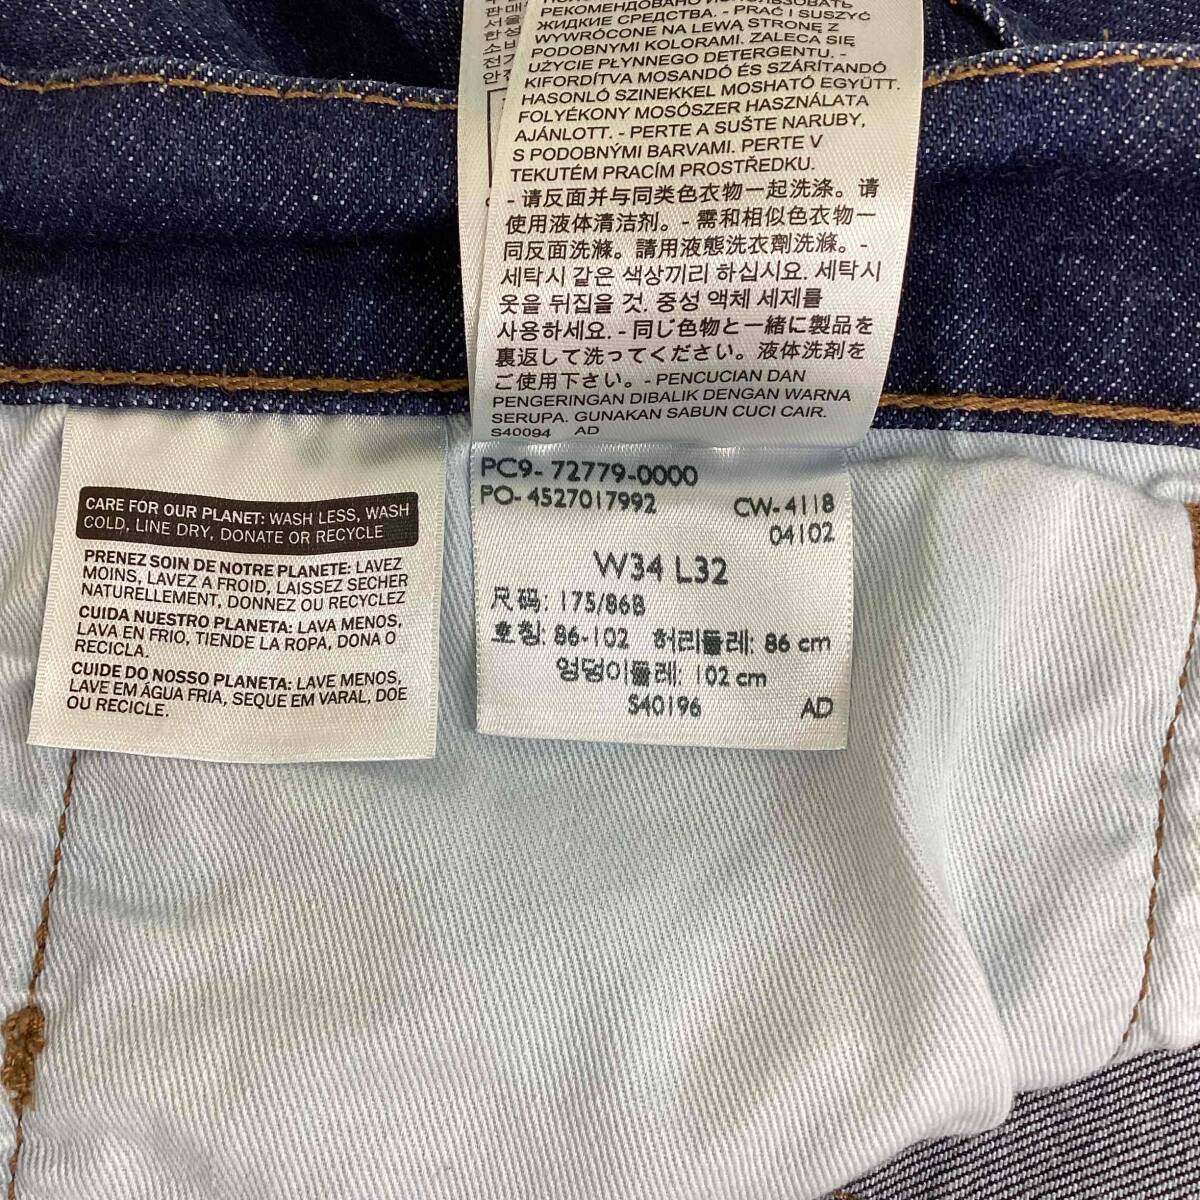 РЕКОМЕНДОВАНО ИСПОЛЬЗОВАТЬ
ЖИДКИЕ СРЕДСТВА. - PRAĆ I SUSZYĆ
WYWRÓCONE NA LEWĄ STRONĘ Z
PODOBNYMI KOLORAMI. ZALECA SIĘ
UŻYCIE PŁYNNEGO DETERGENTU. -
KIFORDÍTVA MOSANDÓ ÉS SZÁRÍTANDÓ
HASONLÓ SZINEKKEL MOSHATÓ EGYÜTT.
FOLYÉKONY MOSÓSZER HASZNÁLATA
AJÁNLOTT. - PERTE A SUŠTE NARUBY,
S PODOBNÝMI BARVAMI. PERTE V
TEKUTÉM PRACÍM PROSTŘEDKU.
- 请反面并与同类色衣物一起洗涤。请
使用液体清洁剂。- 需和相似色衣物一
同反面洗滌。請用液態洗衣劑洗滌。-
세탁시 같은 색상끼리 하십시요. 세탁시
옷을 뒤집을 것. 중성 액체 세제를
사용하세요. - 同じ色物と一緒に製品を
裏返して洗ってください。液体洗剤を
ご使用下さい。- PENCUCIAN DAN
PENGERINGAN DIBALIK DENGAN WARNA
SERUPA. GUNAKAN SABUN CUCI CAIR.
S40094 AD
CARE FOR OUR PLANET: WASH LESS, WASH
COLD, LINE DRY, DONATE OR RECYCLE
PRENEZ SOIN DE NOTRE PLANETE: LAVEZ
MOINS, LAVEZ A FROID, LAISSEZ SECHER
NATURELLEMENT, DONNEZ OU RECYCLEZ
CUIDA NUESTRO PLANETA: LAVA MENOS,
LAVA EN FRIO, TIENDE LA ROPA, DONA O
RECICLA.
CUIDE DO NOSSO PLANETA: LAVE MENOS,
LAVE EM ÁGUA FRIA, SEQUE EM VARAL, DOE
OU RECICLE.
PC9- 72779-0000
PO- 4527017992 CW- 4118
04102
W34 L32
尺码: 175/86B
호칭: 86-102 허리둘레: 86 cm
엉덩이둘레: 102 cm
S40196 AD